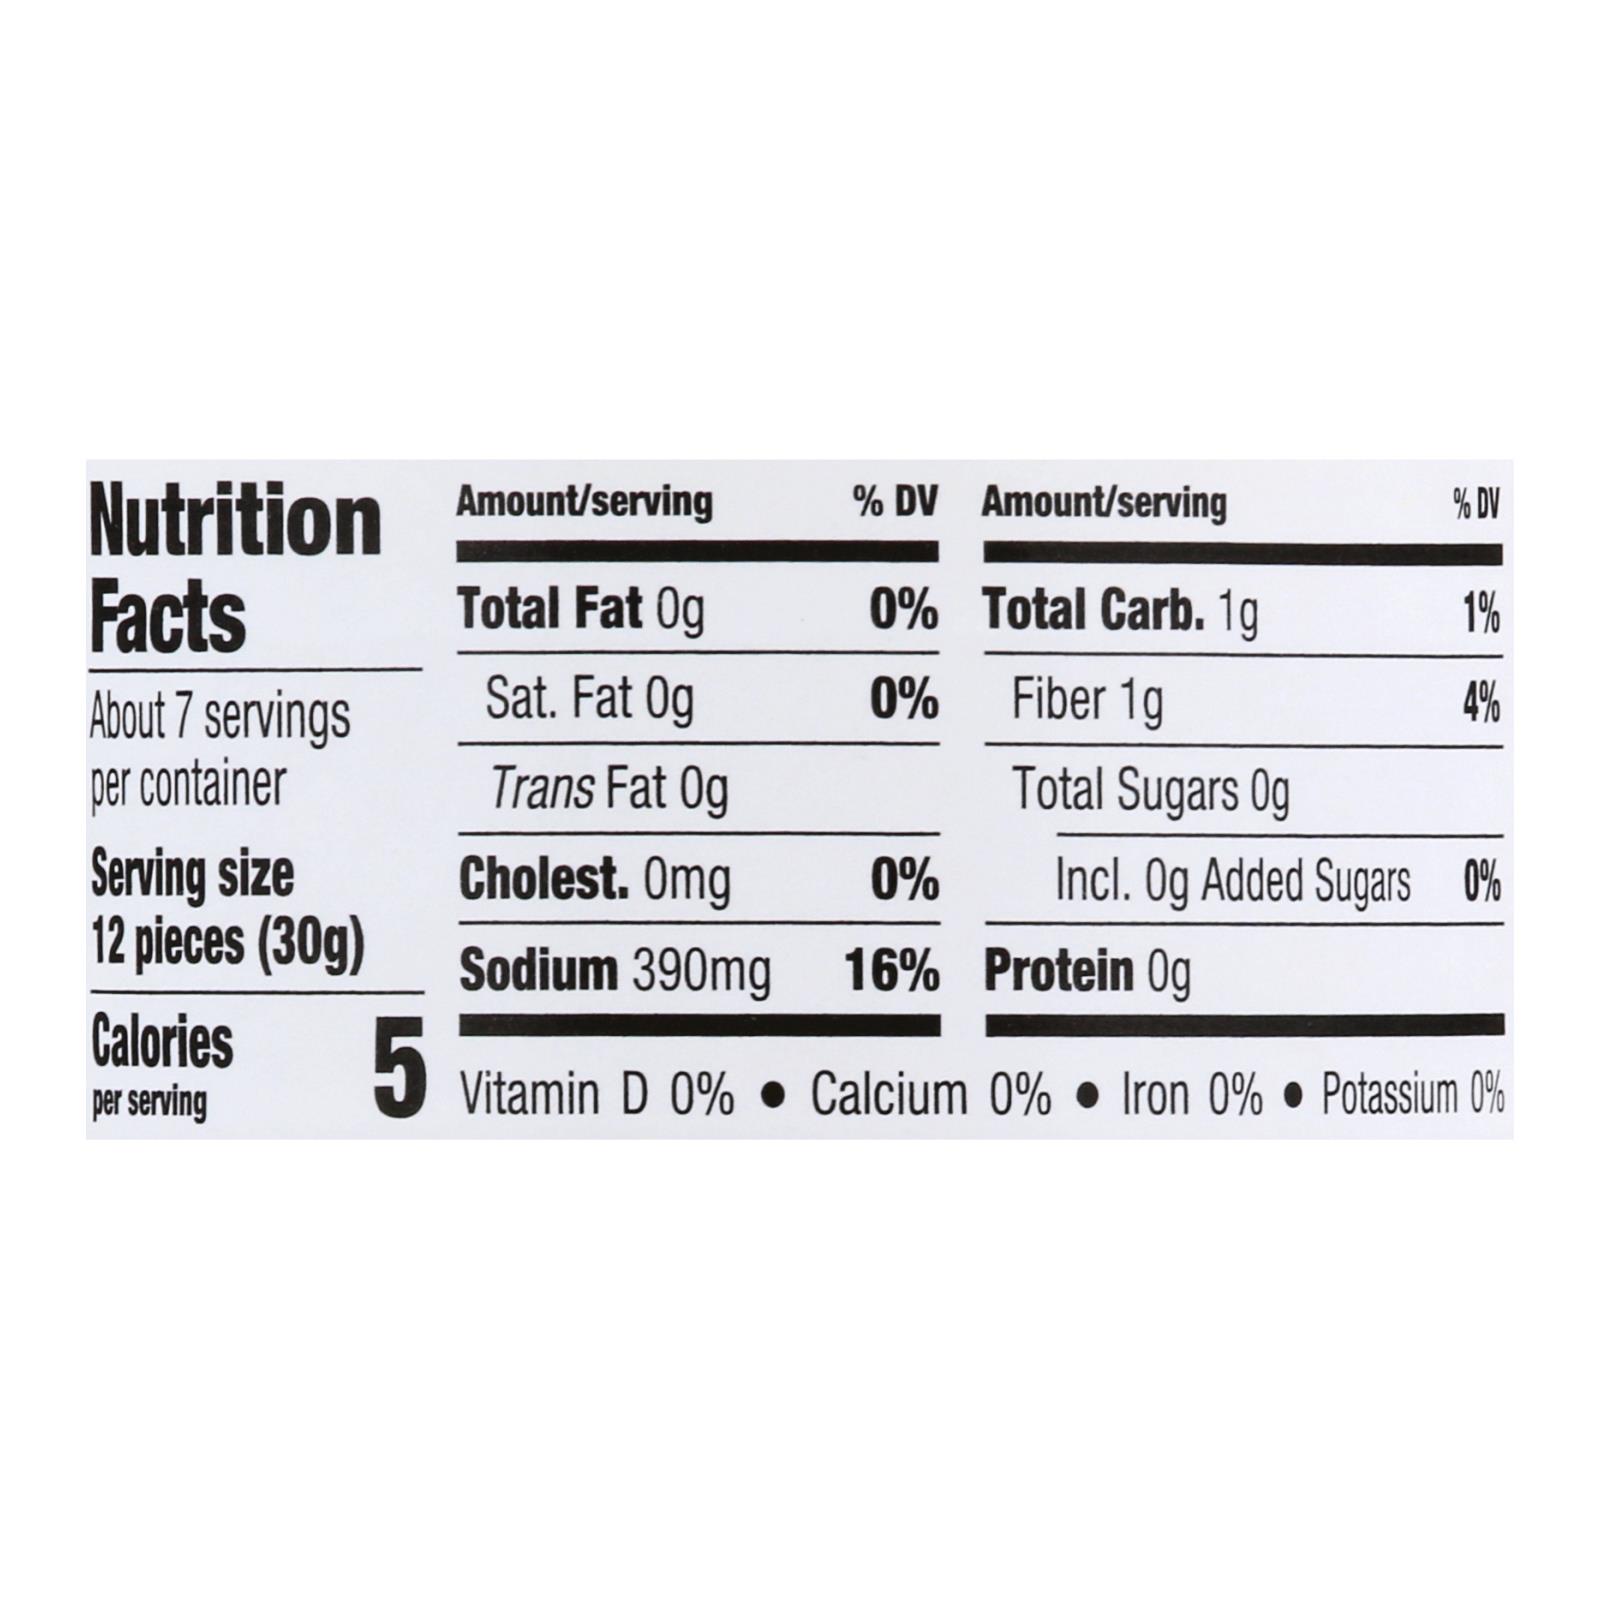 Nutrition
Facts
About 7 servings
per container
Serving size
12 pieces (30g)
Calories 5
per serving
Amount/serving % DV
Total Fat 0g 0%
Sat. Fat 0g 0%
Trans Fat 0g
Cholest. 0mg 0%
Sodium 390mg 16%
Amount/serving % DV
Total Carb. 1g 1%
Fiber 1g 4%
Total Sugars 0g
Incl. 0g Added Sugars 0%
Protein 0g
Vitamin D 0% • Calcium 0% • Iron 0% • Potassium 0%